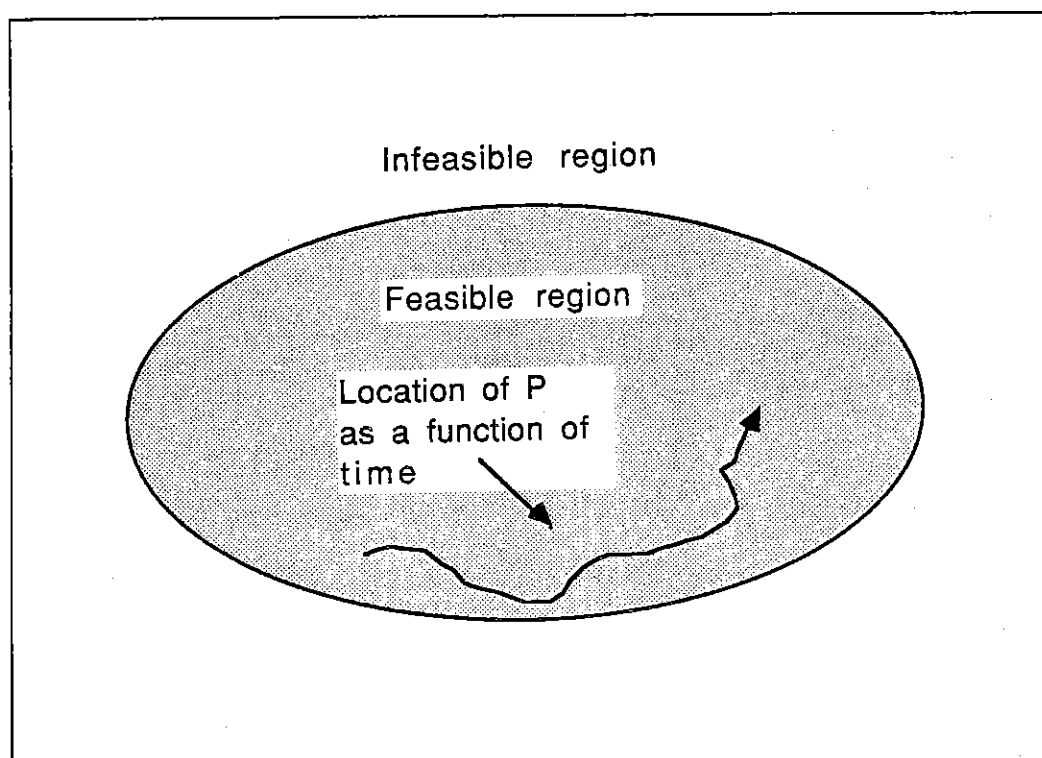 Infeasible region
Feasible region
Location of P
as a function of
time